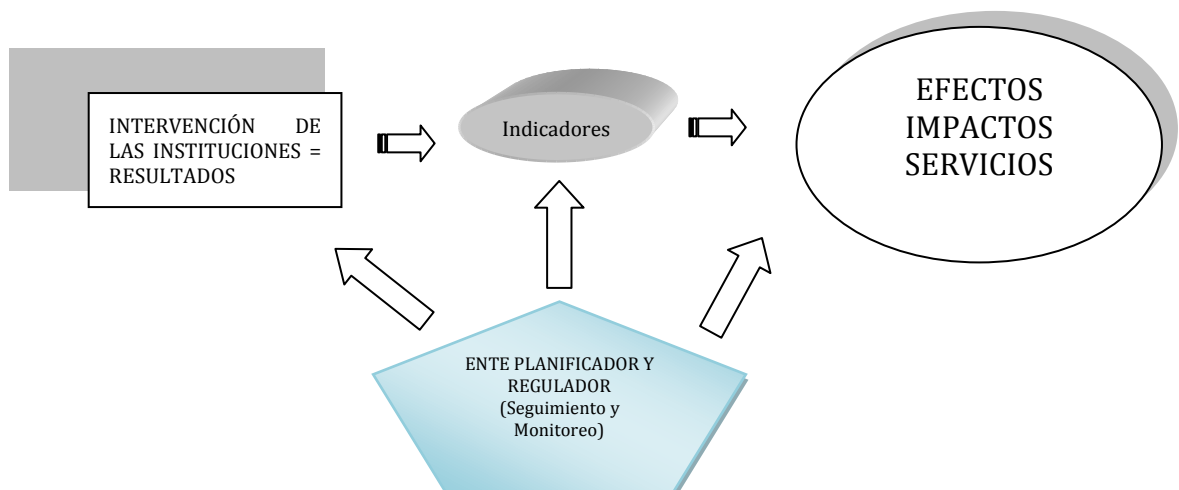 INTERVENCIÓN DE
LAS INSTITUCIONES =
RESULTADOS
Indicadores
EFECTOS
IMPACTOS
SERVICIOS
ENTE PLANIFICADOR Y
REGULADOR
(Seguimiento y
Monitoreo)